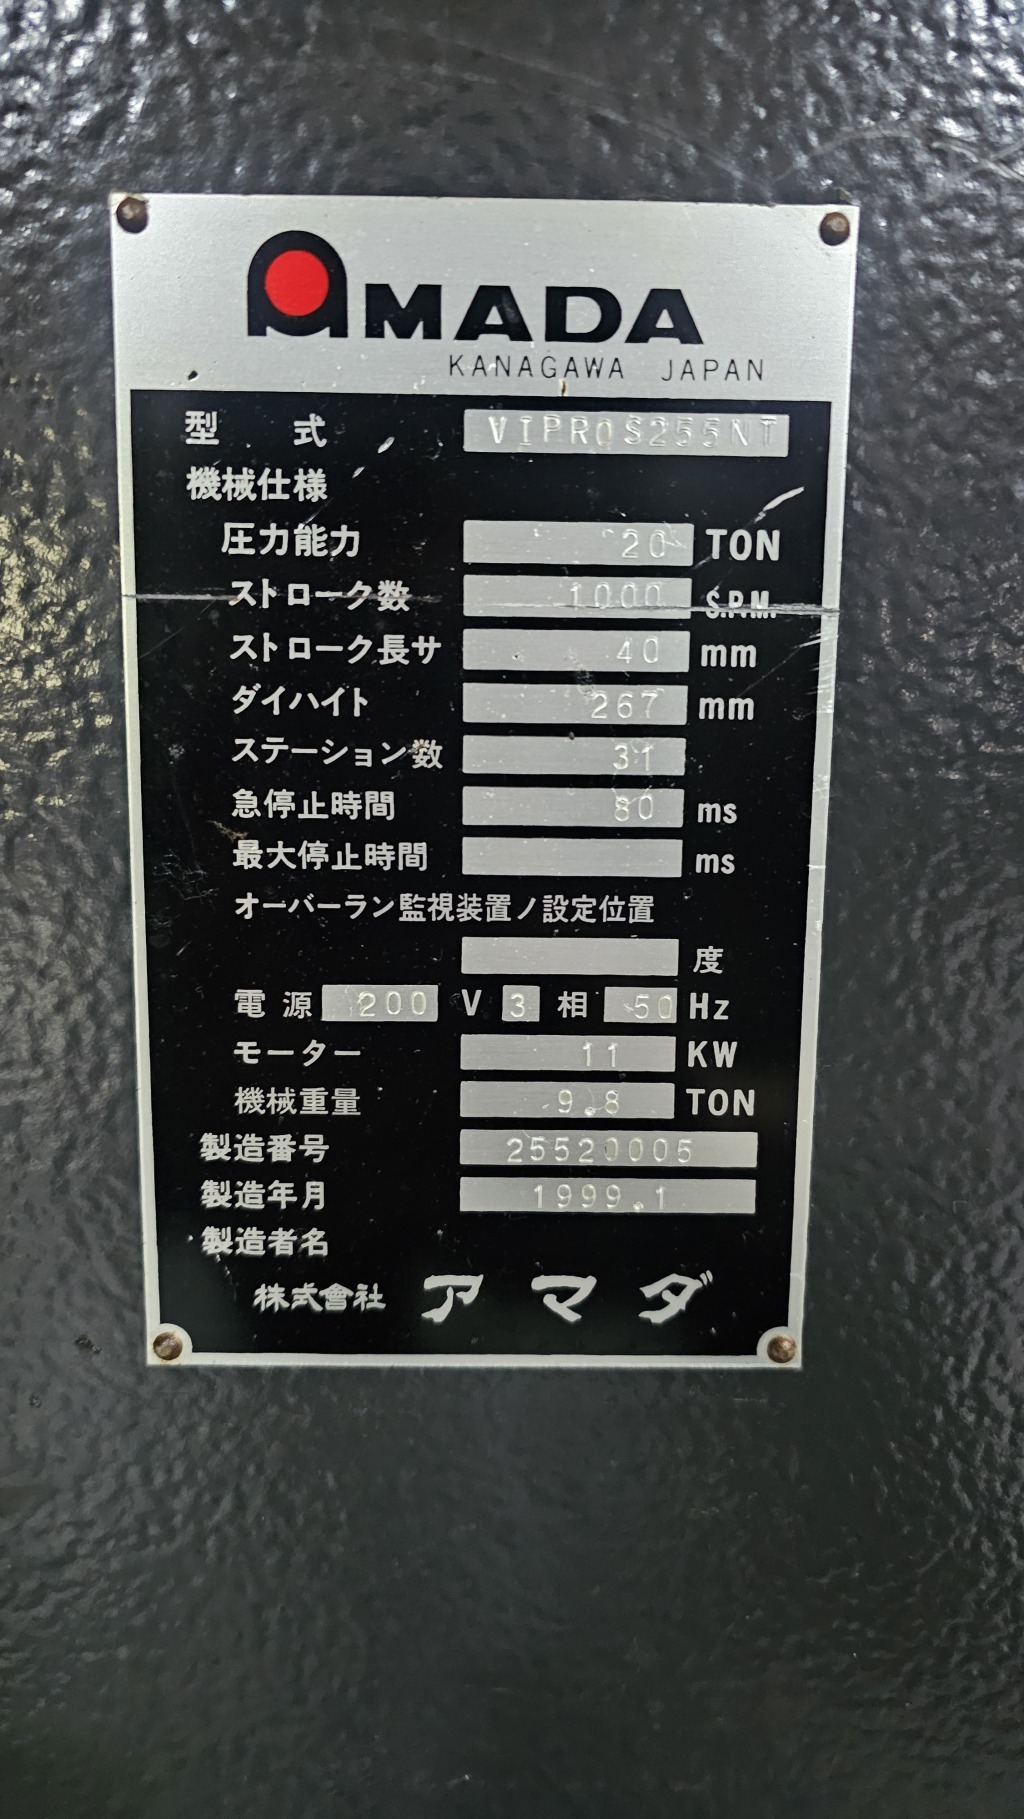 AMADA
KANAGAWA JAPAN
型 式 VIPROS255NT
機械仕様
圧力能力 20 TON
ストローク数 1000 S.P.M.
ストローク長サ 40 mm
ダイハイト 267 mm
ステーション数 31
急停止時間 80 ms
最大停止時間 ms
オーバーラン監視装置ノ設定位置
度
電源 200 V 3 相 50 Hz
モーター 11 KW
機械重量 9.8 TON
製造番号 25520005
製造年月 1999.1
製造者名
株式會社 アマダ